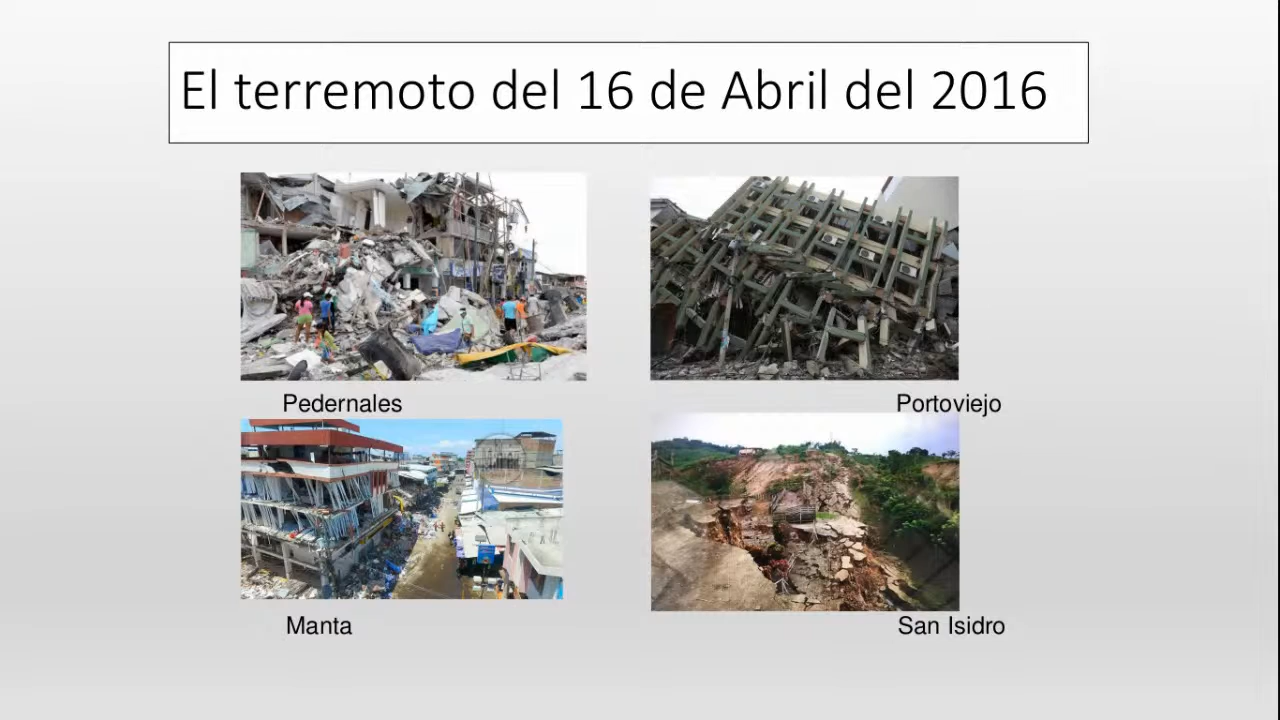 El terremoto del 16 de Abril del 2016
Pedernales
Portoviejo
Manta
San Isidro